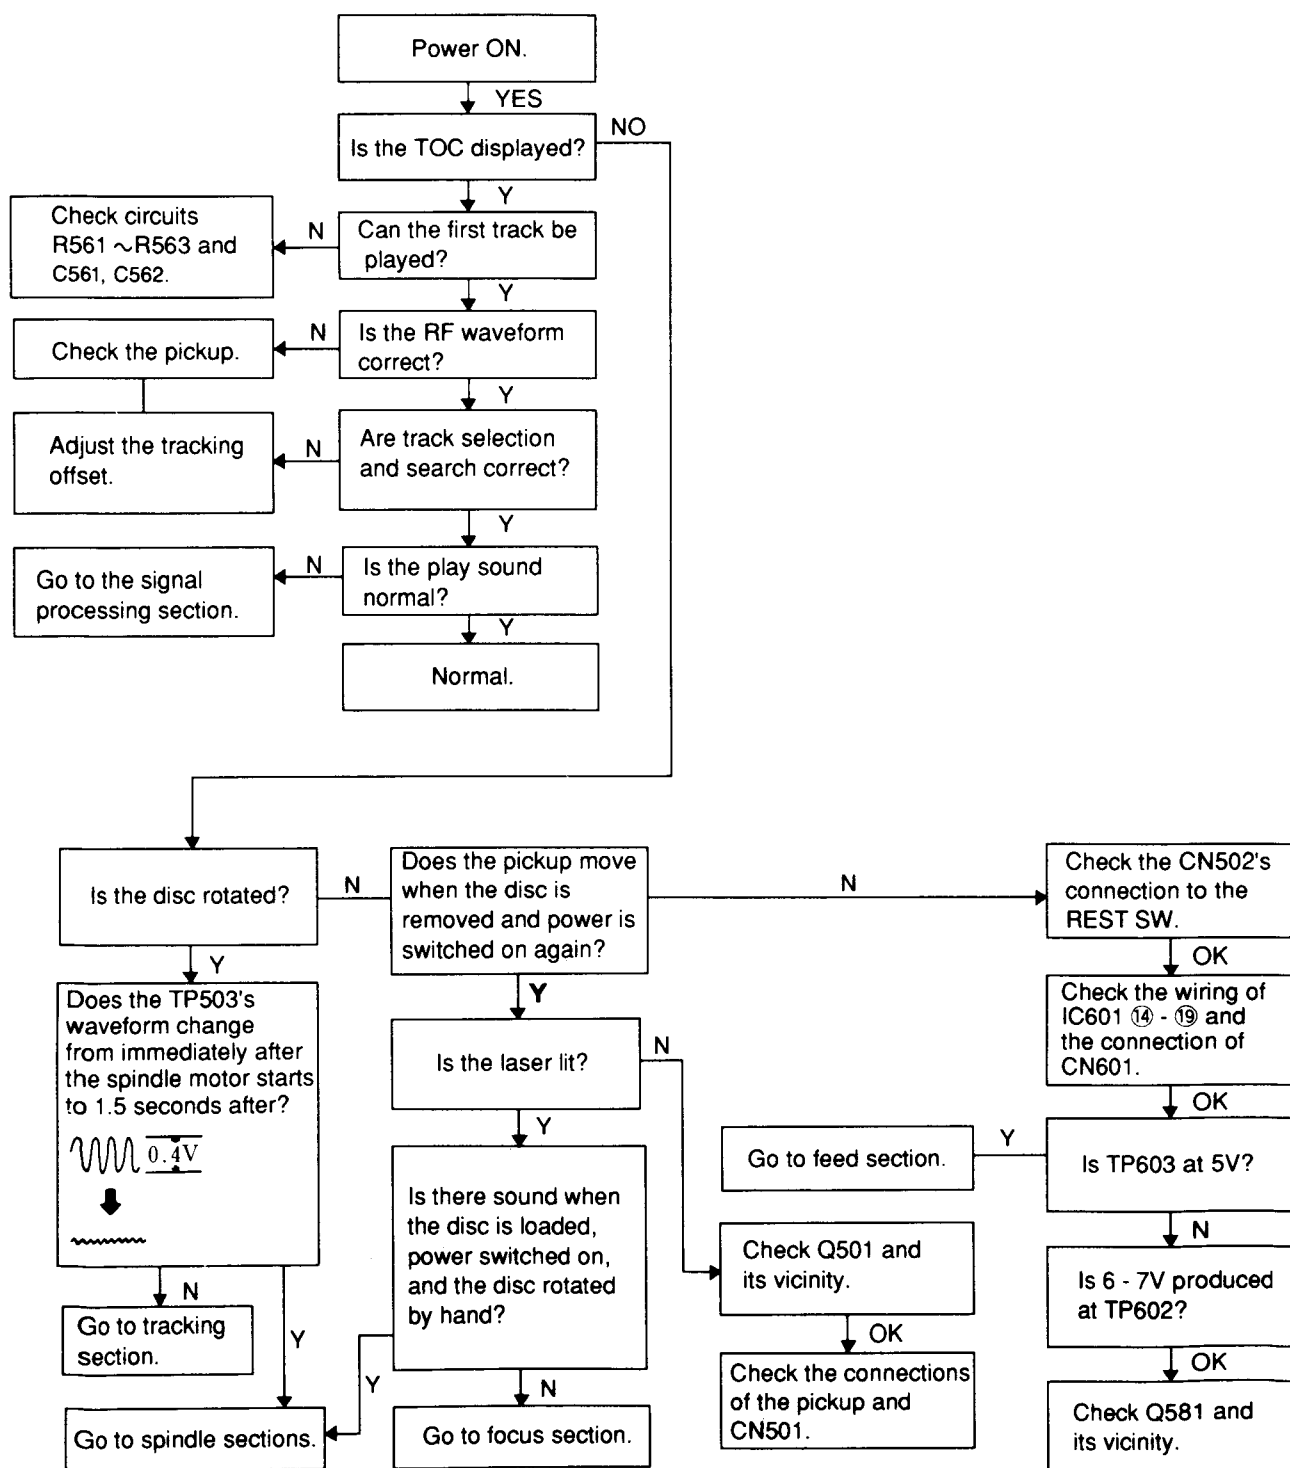 Power ON.
YES
Is the TOC displayed?
NO
Y
Check circuits
R561 ~R563 and
C561, C562.
N
Can the first track be
played?
Y
Check the pickup.
N
Is the RF waveform
correct?
Y
Adjust the tracking
offset.
N
Are track selection
and search correct?
Y
Go to the signal
processing section.
N
Is the play sound
normal?
Y
Normal.
Is the disc rotated?
N
Does the pickup move
when the disc is
removed and power is
switched on again?
N
Check the CN502's
connection to the
REST SW.
Y
Y
OK
Does the TP503's
waveform change
from immediately after
the spindle motor starts
to 1.5 seconds after?
0.4V
Is the laser lit?
N
Check the wiring of
IC601 ⑭ - ⑲ and
the connection of
CN601.
OK
Y
Go to feed section.
Y
Is TP603 at 5V?
Is there sound when
the disc is loaded,
power switched on,
and the disc rotated
by hand?
Check Q501 and
its vicinity.
N
Is 6 - 7V produced
at TP602?
N
Go to tracking
section.
Y
Y
N
OK
Check the connections
of the pickup and
CN501.
OK
Check Q581 and
its vicinity.
Go to spindle sections.
Go to focus section.